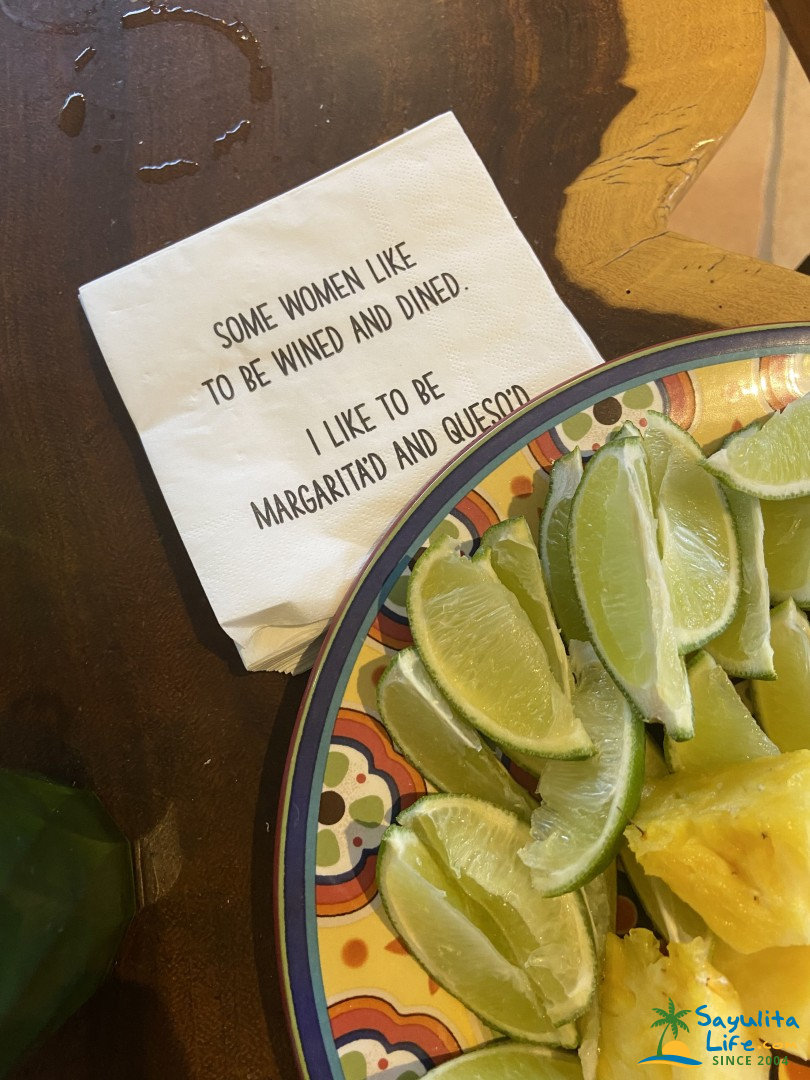 SOME WOMEN LIKE
TO BE WINED AND DINED.
I LIKE TO BE
MARGARITA'D AND QUESO'D
Sayulita
Life
SINCE 2004